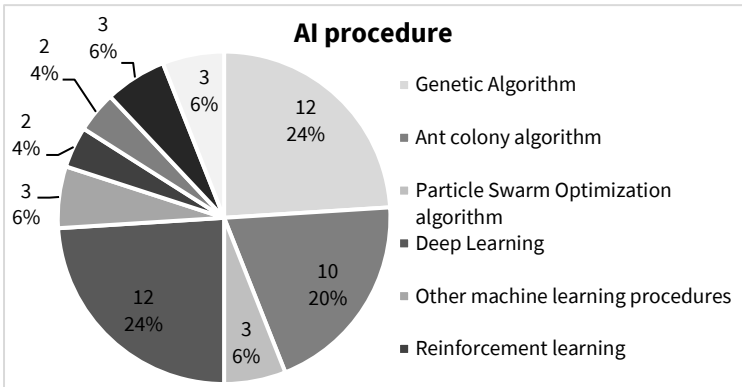 AI procedure
3
6%
2
4%
2
4%
3
6%
3
6%
12
24%
10
20%
3
6%
12
24%
Genetic Algorithm
Ant colony algorithm
Particle Swarm Optimization
algorithm
Deep Learning
Other machine learning procedures
Reinforcement learning